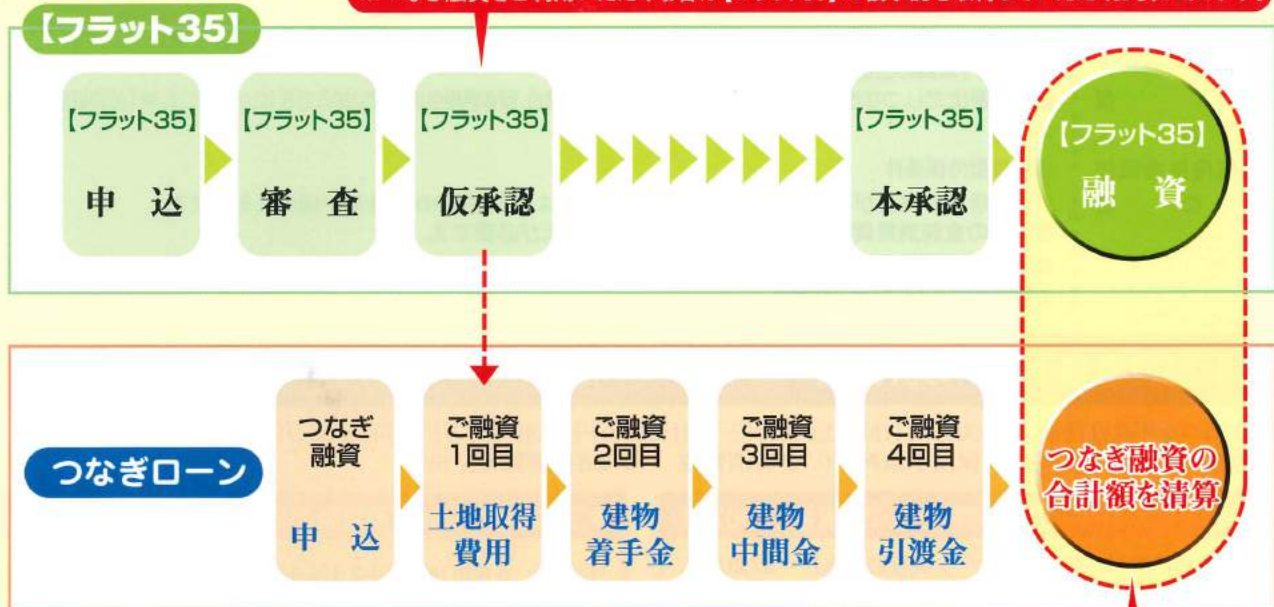 【フラット35】
【フラット35】
申 込
【フラット35】
審 査
【フラット35】
仮承認
【フラット35】
本承認
【フラット35】
融 資
つなぎローン
つなぎ
融資
申 込
ご融資
1回目
土地取得
費用
ご融資
2回目
建物
着手金
ご融資
3回目
建物
中間金
ご融資
4回目
建物
引渡金
つなぎ融資の
合計額を清算